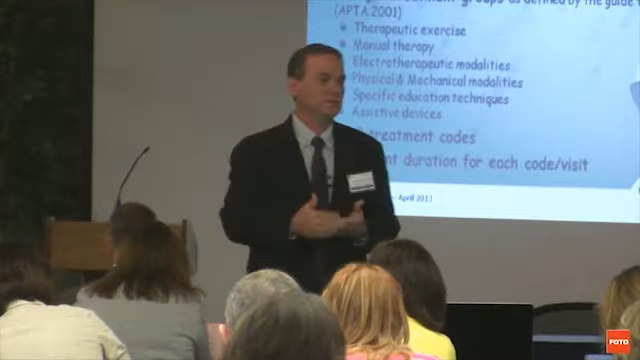 groups as defined by the guide
(APTA 2001)
Therapeutic exercise
Manual therapy
Electrotherapeutic modalities
Physical & Mechanical modalities
Specific education techniques
Assistive devices
treatment codes
duration for each code/visit
April 2013
FOTO